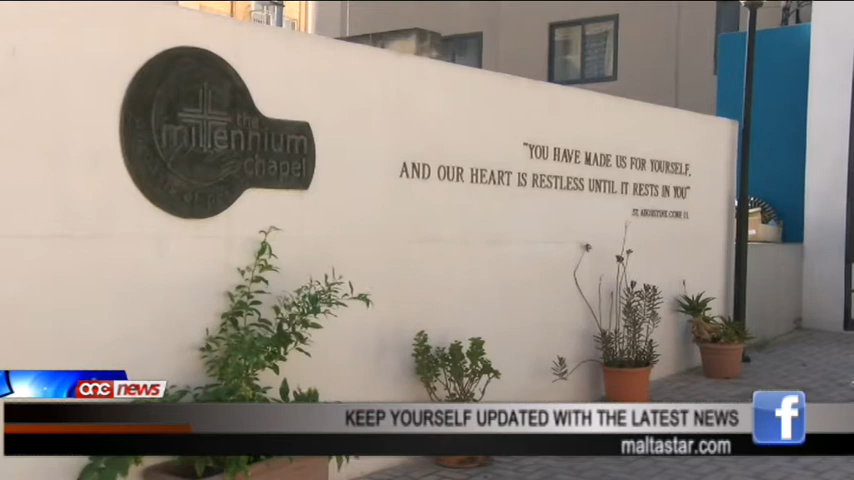 the
millennium
chapel
"YOU HAVE MADE US FOR YOURSELF,
AND OUR HEART IS RESTLESS UNTIL IT RESTS IN YOU"
ST. AUGUSTINE CONF. I,1.
one news
KEEP YOURSELF UPDATED WITH THE LATEST NEWS
maltastar.com
f